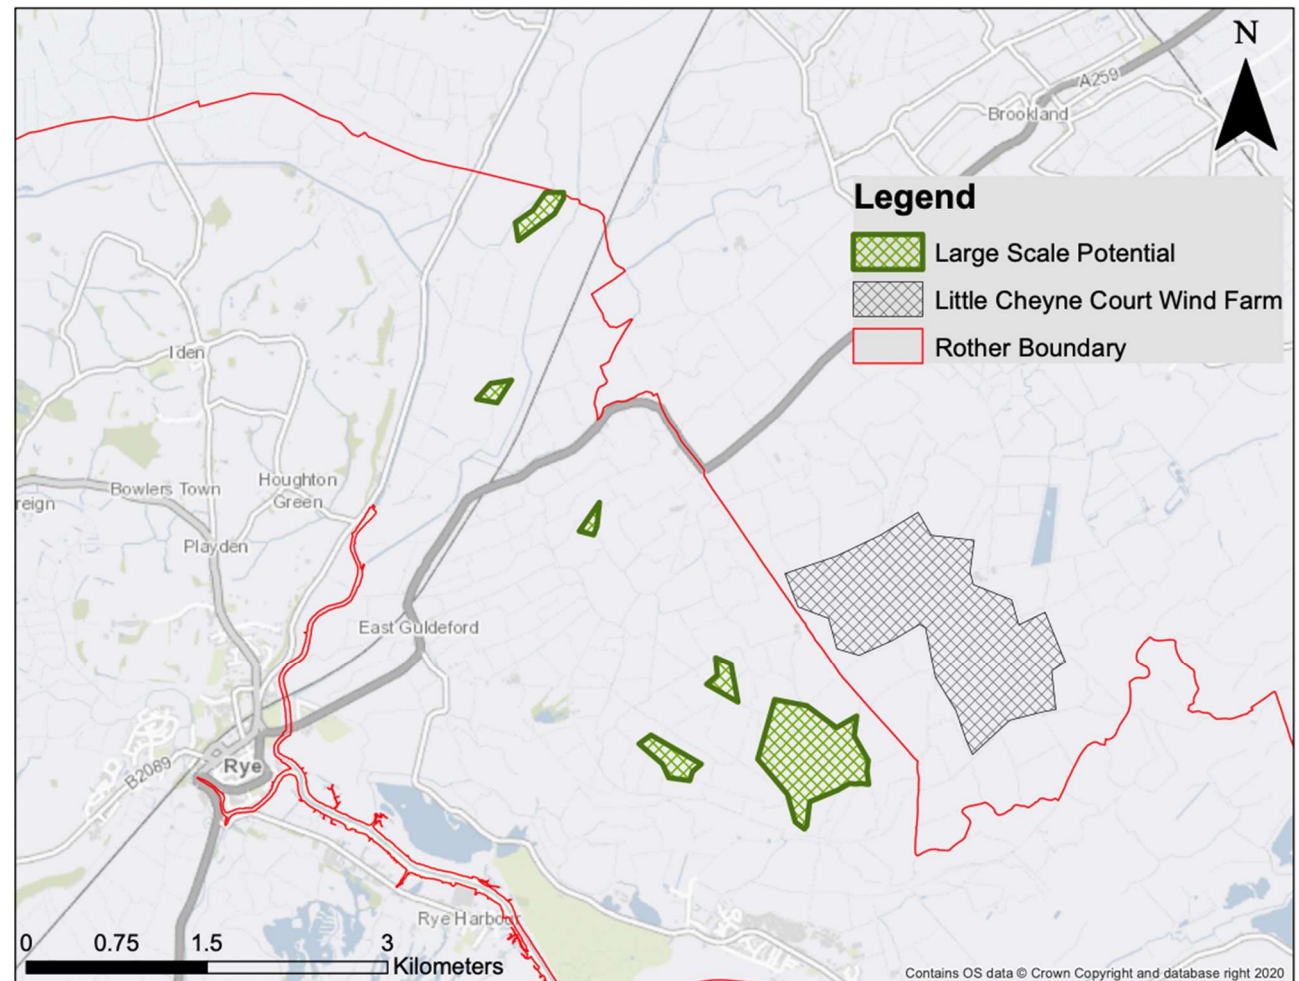 N
A259
Brookland
Legend
Large Scale Potential
Little Cheyne Court Wind Farm
Rother Boundary
Iden
Houghton
Green
Bowlers Town
reign
Playden
East Guldeford
B2089
Rye
Rye Harbour
0 0.75 1.5 3
Kilometers
Contains OS data © Crown Copyright and database right 2020